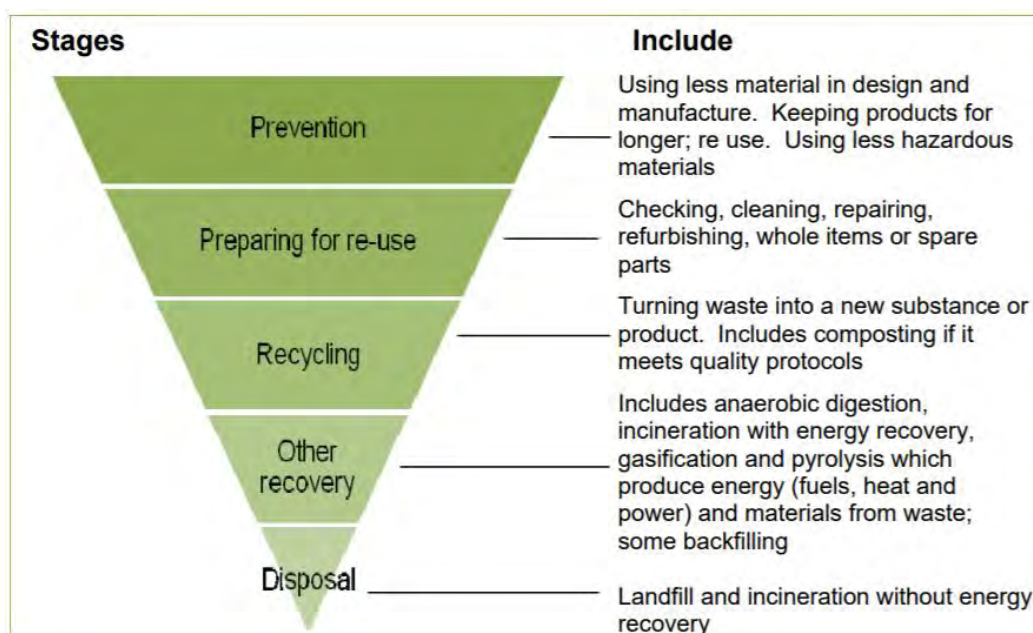 Stages
Include
Prevention
Using less material in design and
manufacture.  Keeping products for
longer; re use.  Using less hazardous
materials
Preparing for re-use
Checking, cleaning, repairing,
refurbishing, whole items or spare
parts
Recycling
Turning waste into a new substance or
product.  Includes composting if it
meets quality protocols
Other
recovery
Includes anaerobic digestion,
incineration with energy recovery,
gasification and pyrolysis which
produce energy (fuels, heat and
power) and materials from waste;
some backfilling
Disposal
Landfill and incineration without energy
recovery